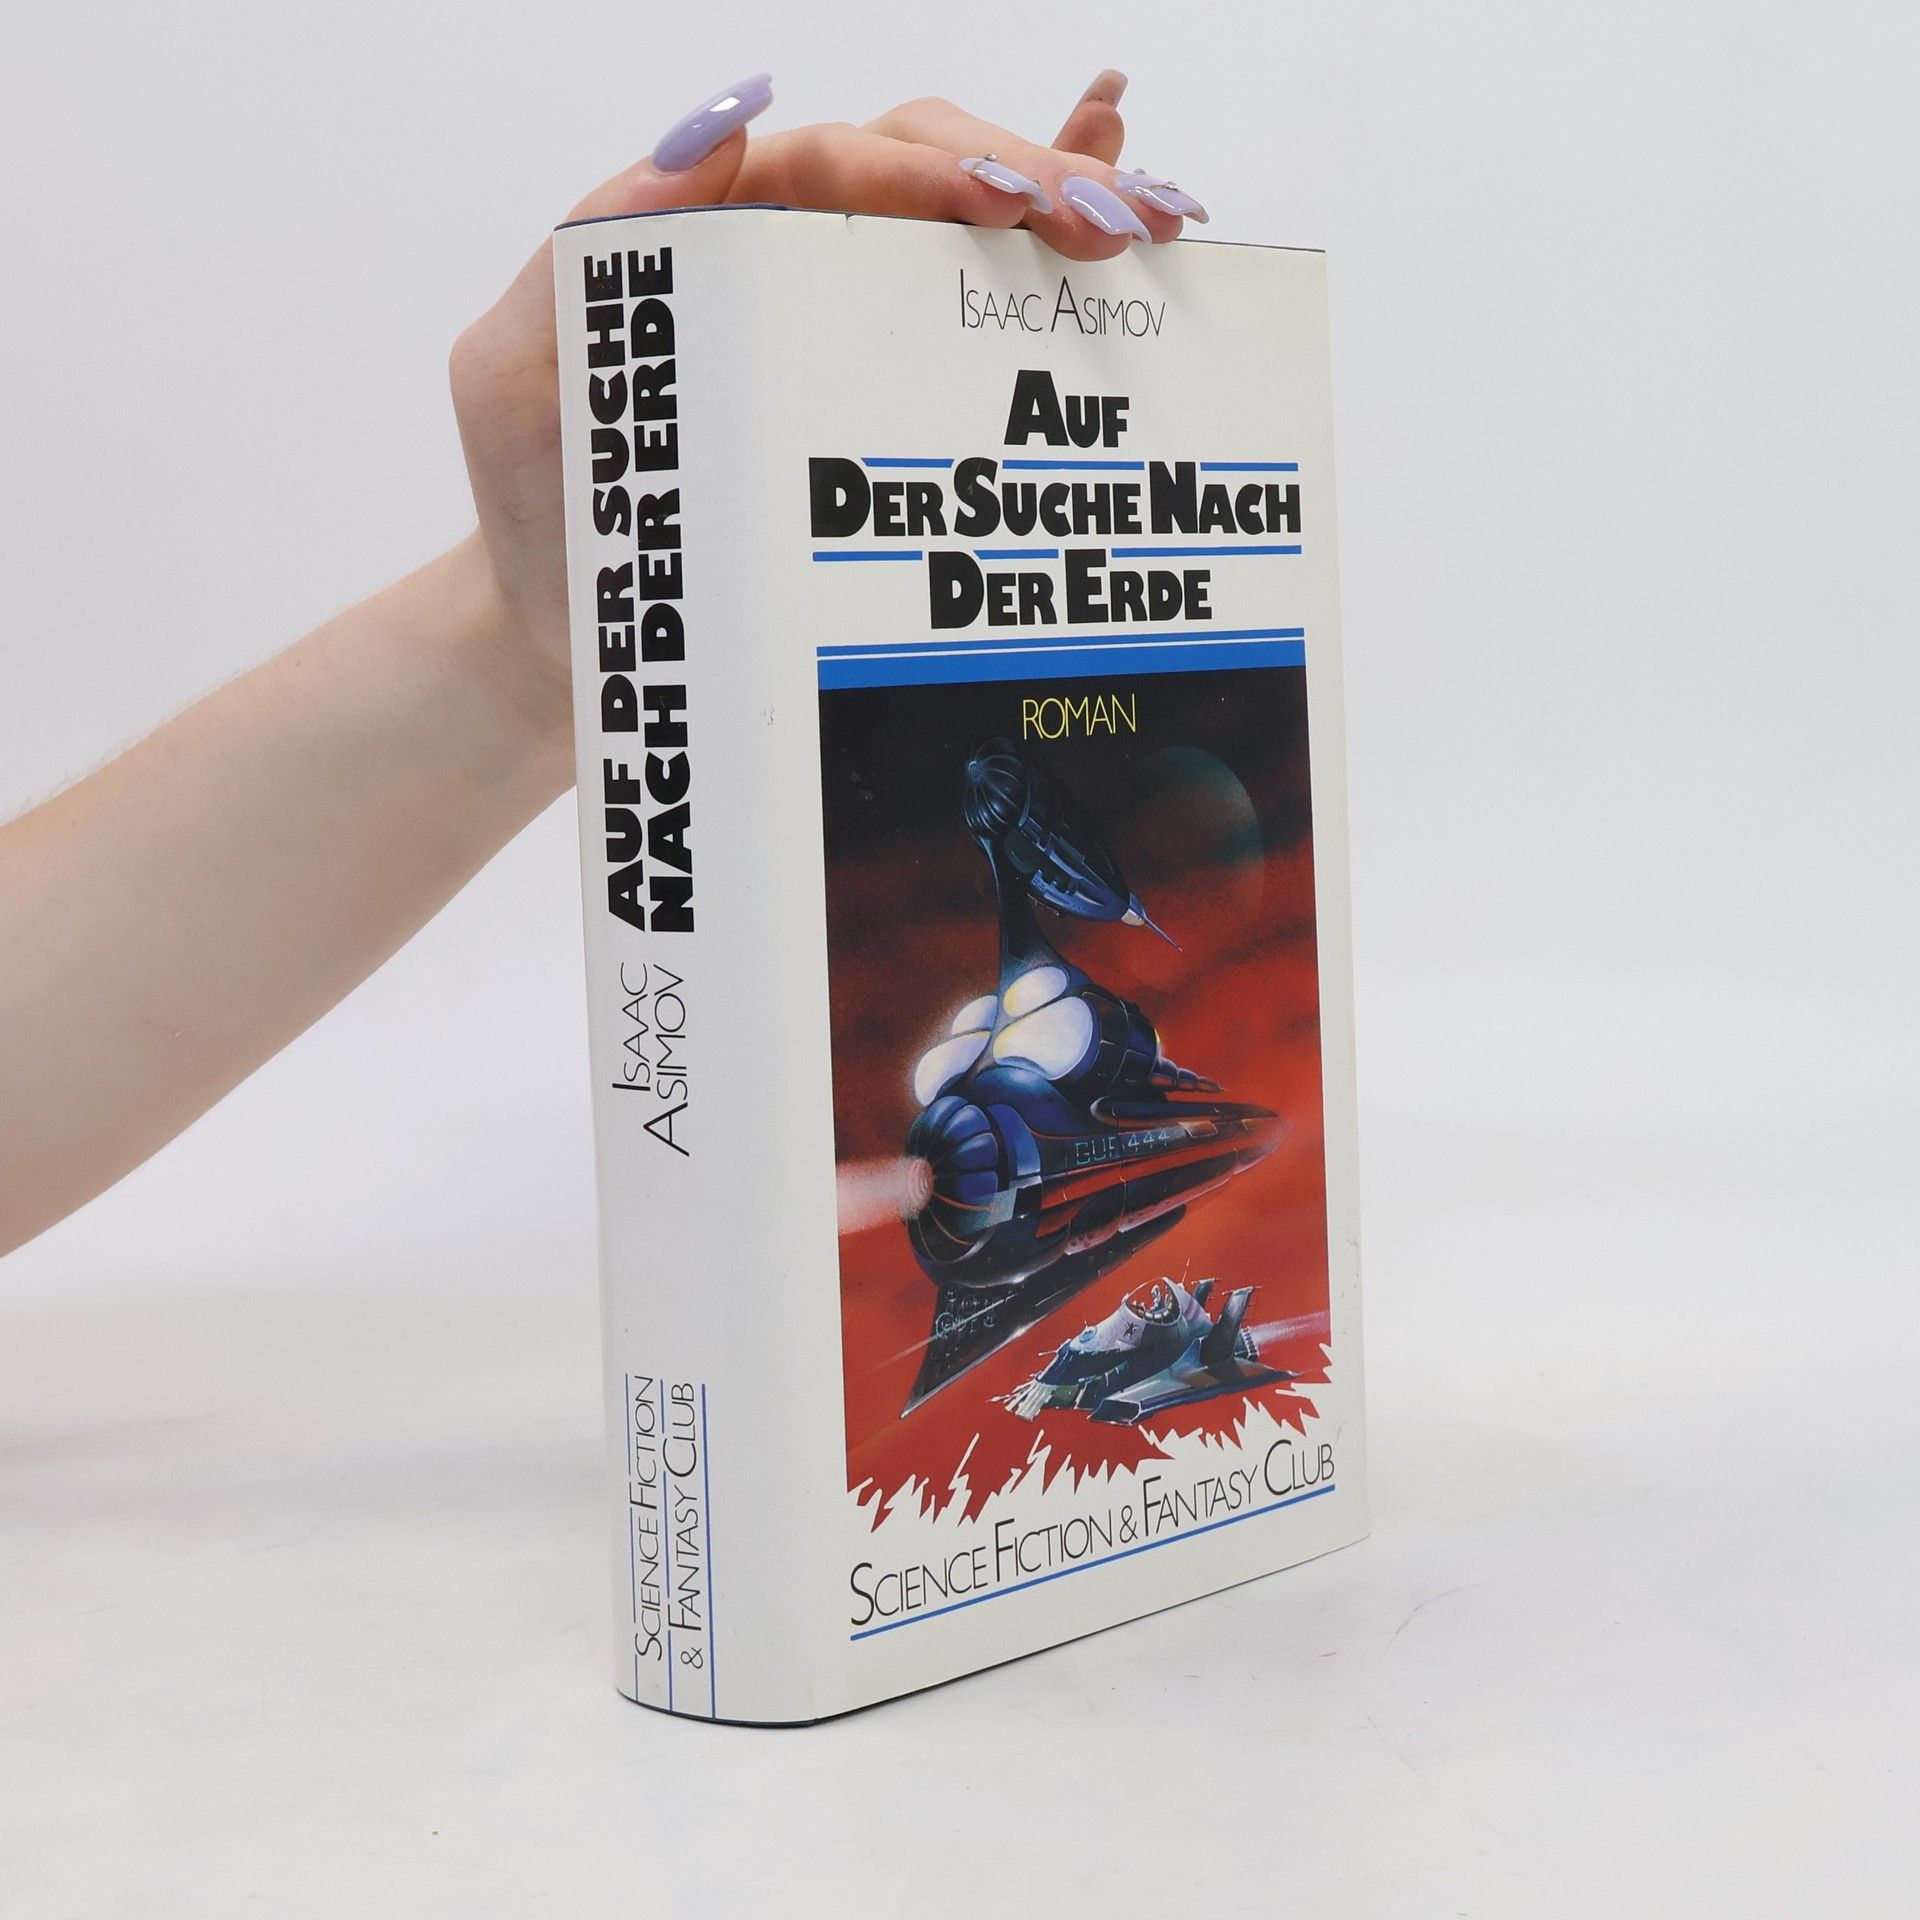 AUF DER SUCHE
NACH DER ERDE
ISAAC
ASIMOV
SCIENCE FICTION
& FANTASY CLUB
ISAAC ASIMOV
AUF
DER SUCHE NACH
DER ERDE
ROMAN
444
SCIENCE FICTION & FANTASY CLUB